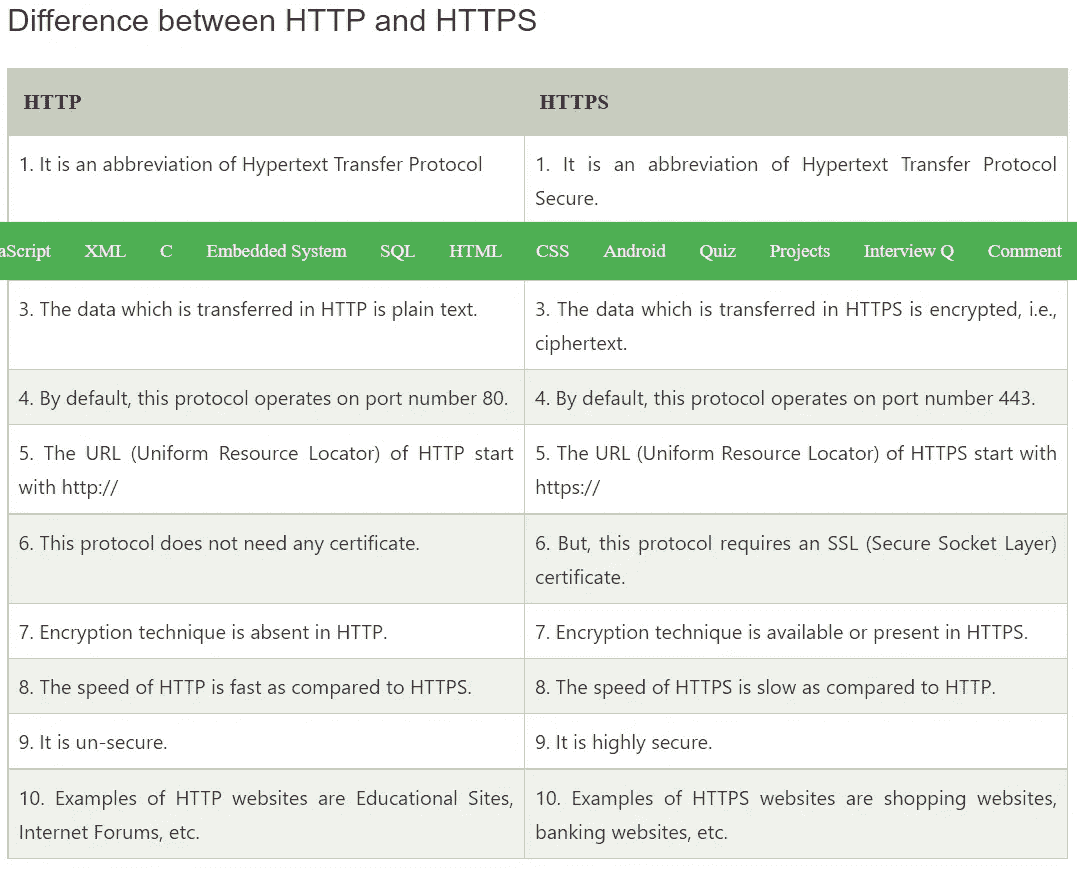 Difference between HTTP and HTTPS
HTTP
HTTPS
1. It is an abbreviation of Hypertext Transfer Protocol
1. It is an abbreviation of Hypertext Transfer Protocol
Secure.
aScript XML C Embedded System SQL HTML CSS Android Quiz Projects Interview Q Comment
3. The data which is transferred in HTTP is plain text.
3. The data which is transferred in HTTPS is encrypted, i.e.,
ciphertext.
4. By default, this protocol operates on port number 80.
4. By default, this protocol operates on port number 443.
5. The URL (Uniform Resource Locator) of HTTP start
with http://
5. The URL (Uniform Resource Locator) of HTTPS start with
https://
6. This protocol does not need any certificate.
6. But, this protocol requires an SSL (Secure Socket Layer)
certificate.
7. Encryption technique is absent in HTTP.
7. Encryption technique is available or present in HTTPS.
8. The speed of HTTP is fast as compared to HTTPS.
8. The speed of HTTPS is slow as compared to HTTP.
9. It is un-secure.
9. It is highly secure.
10. Examples of HTTP websites are Educational Sites,
Internet Forums, etc.
10. Examples of HTTPS websites are shopping websites,
banking websites, etc.